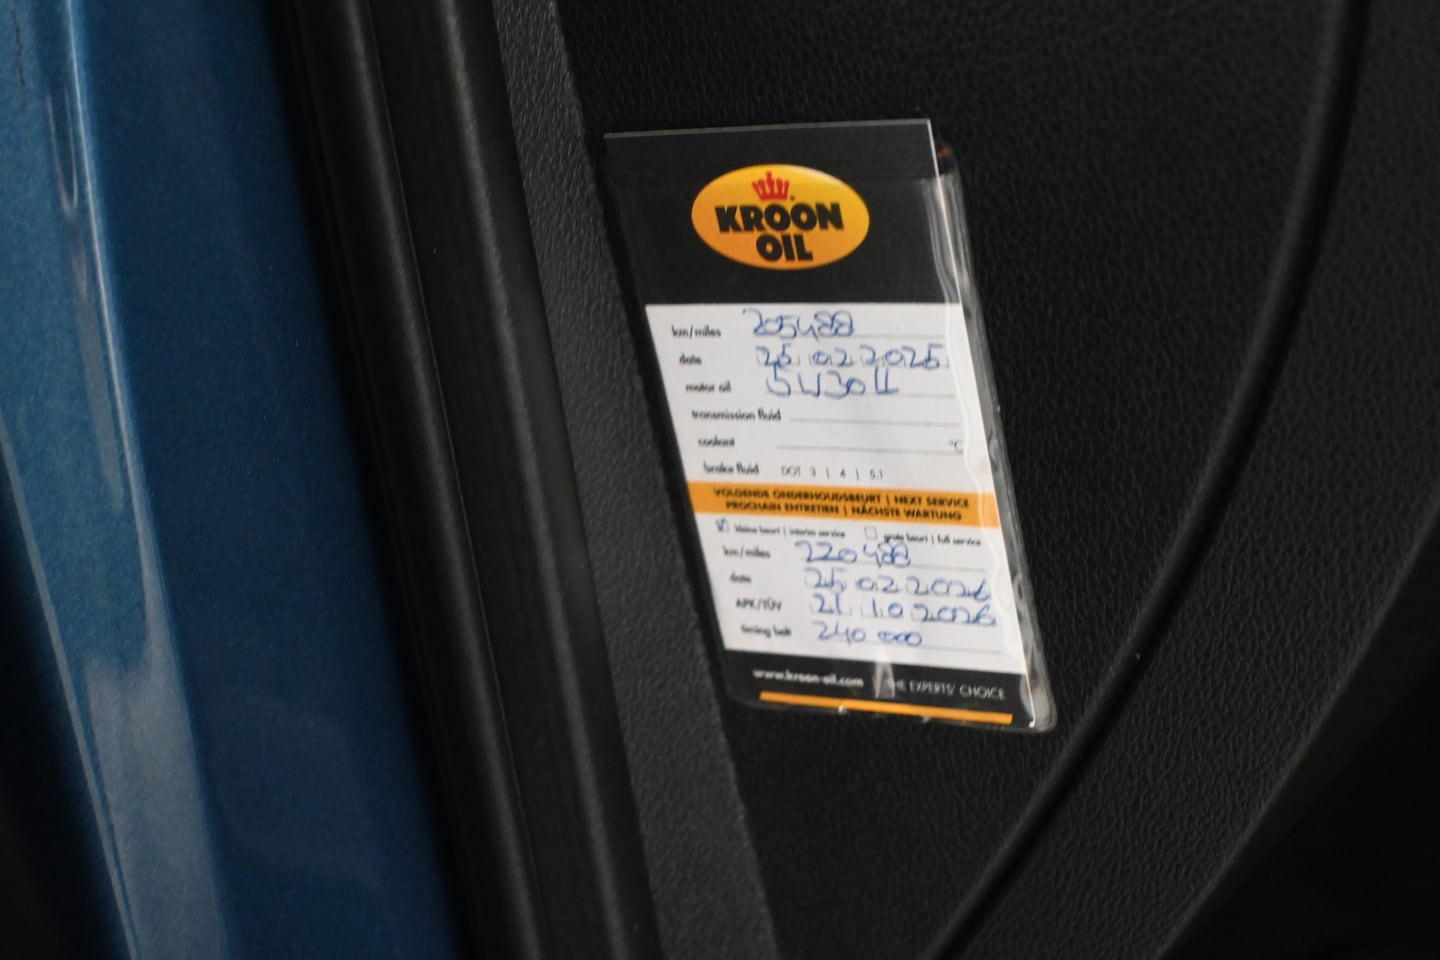 KROON
OIL
km/miles 205488
date 25.02.2025
motor oil 5W30LL
transmission fluid
coolant °C
brake fluid DOT 3 | 4 | 5.1
VOLGENDE ONDERHOUDSBEURT | NEXT SERVICE
PROCHAIN ENTRETIEN | NÄCHSTE WARTUNG
kleine beurt | interim service grote beurt | full service
km/miles 220488
date 25.02.2026
APK/TÜV 21.10.2026
timing belt 240 000
www.kroon-oil.com | THE EXPERTS' CHOICE